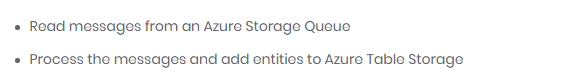 Read messages from an Azure Storage Queue
Process the messages and add entities to Azure Table Storage